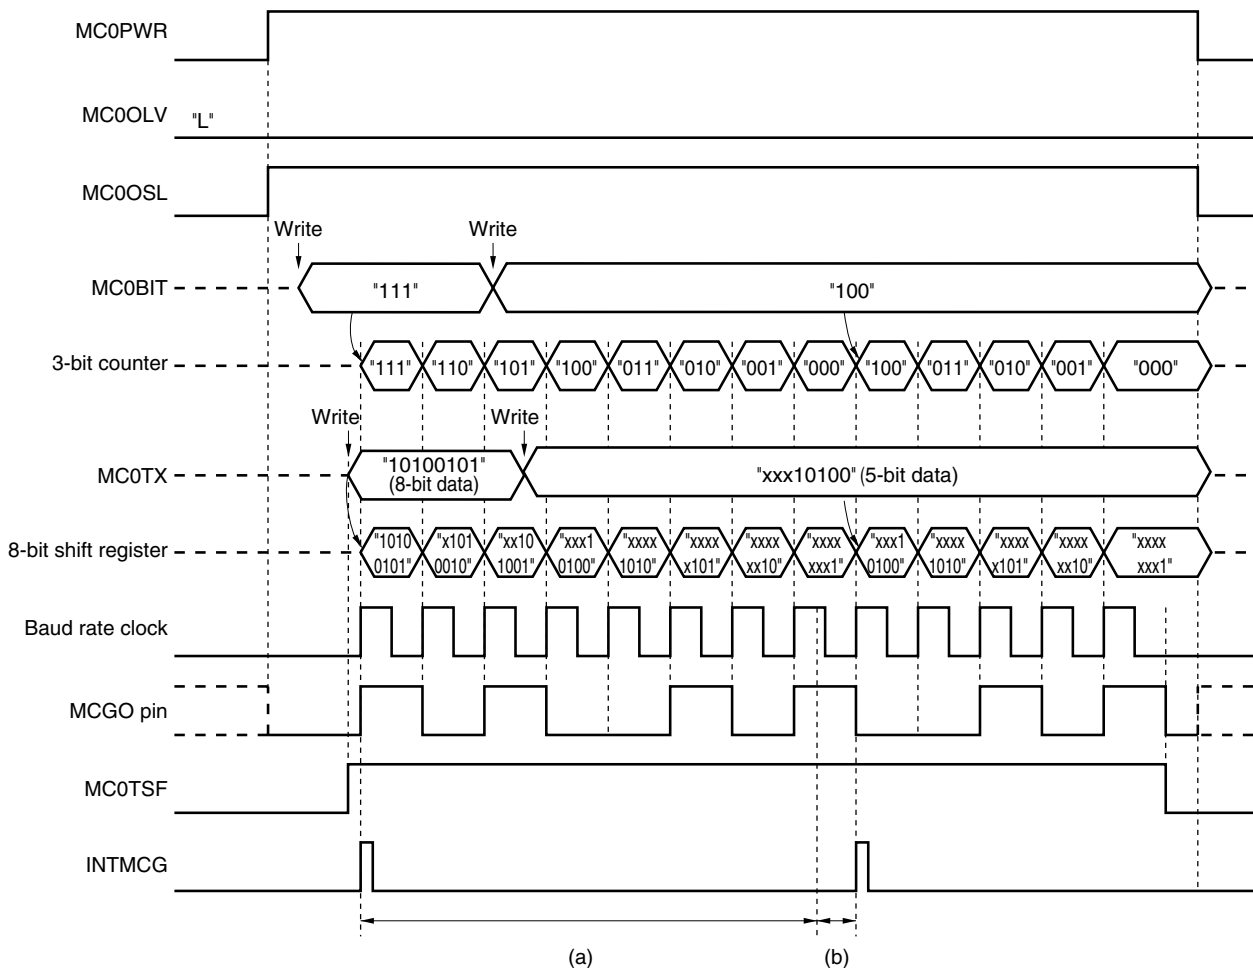 MC0PWR
MC0OLV "L"
MC0OSL
Write Write
MC0BIT "111" "100"
3-bit counter "111" "110" "101" "100" "011" "010" "001" "000" "100" "011" "010" "001" "000"
Write Write
MC0TX "10100101" "xxx10100" (5-bit data)
(8-bit data)
8-bit shift register "1010 "x101 "xx10 "xxx1 "xxxx "xxxx "xxxx "xxxx "xxx1 "xxxx "xxxx "xxxx "xxxx
0101" 0010" 1001" 0100" 1010" x101" xx10" xxx1" 0100" 1010" x101" xx10" xxx1"
Baud rate clock
MCGO pin
MC0TSF
INTMCG
(a) (b)